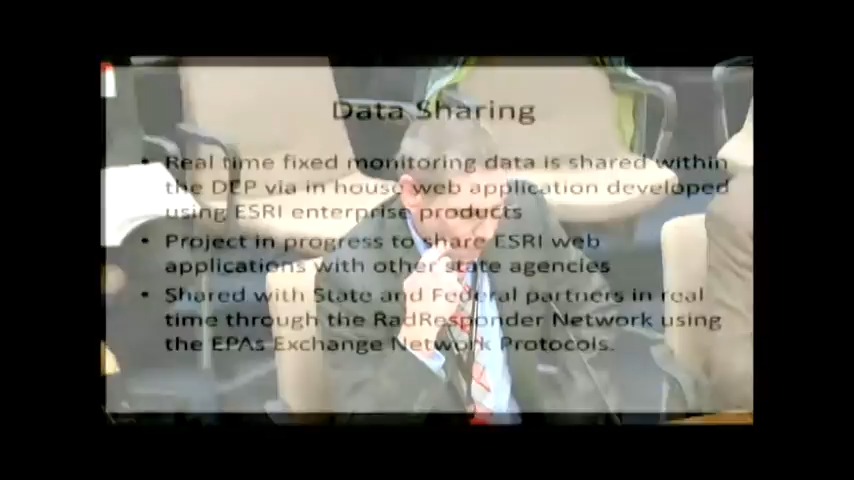 Data Sharing
• Real time fixed monitoring data is shared within
the DEP via in house web application developed
using ESRI enterprise products
• Project in progress to share ESRI web
applications with other state agencies
• Shared with State and Federal partners in real
time through the RadResponder Network using
the EPAs Exchange Network Protocols.